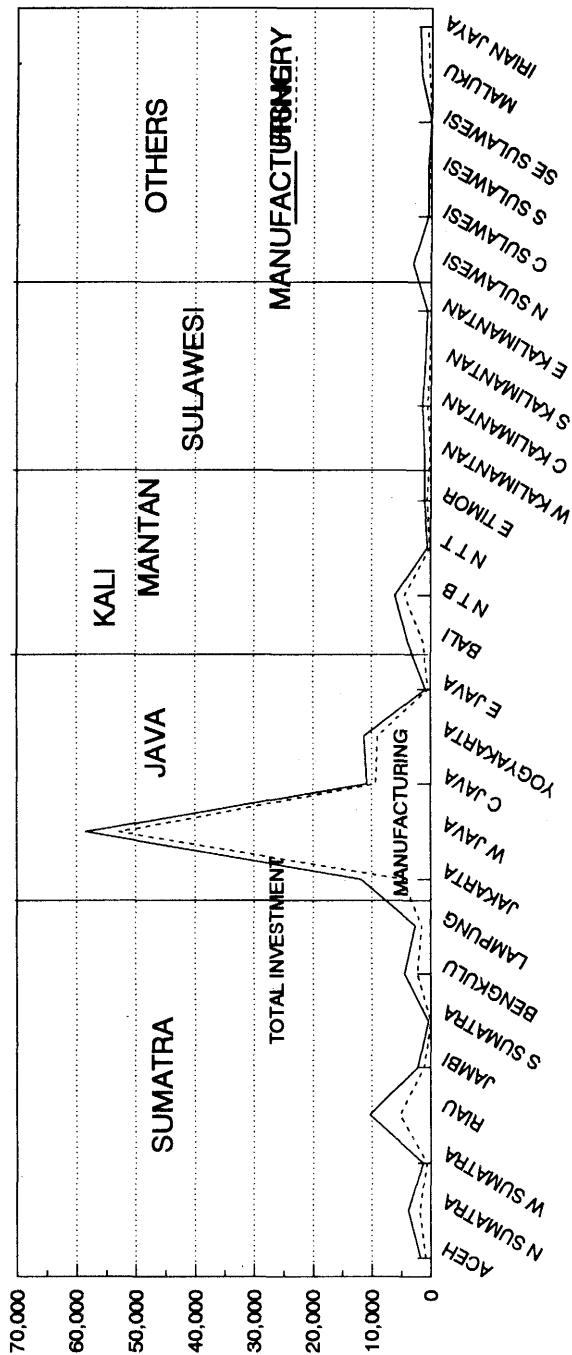 70,000
60,000
50,000
40,000
30,000
20,000
10,000
0
SUMATRA
JAVA
KALI
MANTAN
SULAWESI
OTHERS
TOTAL INVESTMENT
MANUFACTURING
MANUFACTURING
ACEH
N SUMATRA
W SUMATRA
RIAU
JAMBI
S SUMATRA
BENGKULU
LAMPUNG
JAKARTA
W JAVA
C JAVA
YOGYAKARTA
E JAVA
BALI
N T B
N T T
E TIMOR
W KALIMANTAN
C KALIMANTAN
S KALIMANTAN
E KALIMANTAN
N SULAWESI
C SULAWESI
S SULAWESI
SE SULAWESI
MALUKU
IRIAN JAYA